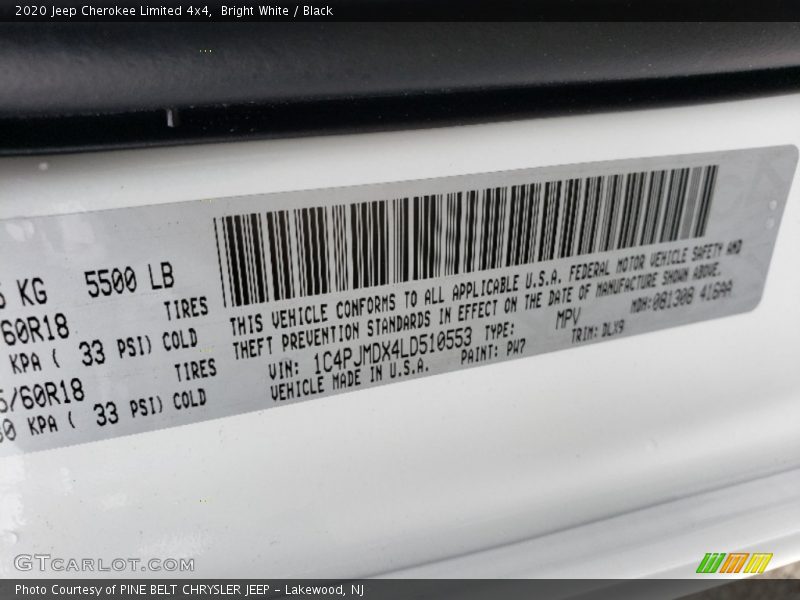 2020 Jeep Cherokee Limited 4x4, Bright White / Black
KG 5500 LB
/60R18 TIRES
KPA ( 33 PSI) COLD
/60R18 TIRES
KPA ( 33 PSI) COLD
THIS VEHICLE CONFORMS TO ALL APPLICABLE U.S.A. FEDERAL MOTOR VEHICLE SAFETY AND
THEFT PREVENTION STANDARDS IN EFFECT ON THE DATE OF MANUFACTURE SHOWN ABOVE.
VIN: 1C4PJMDX4LD510553 TYPE: MPV MDH: 081308 416AA
VEHICLE MADE IN U.S.A. PAINT: PW7 TRIM: DLX9
GTCARLOT.COM
Photo Courtesy of PINE BELT CHRYSLER JEEP – Lakewood, NJ